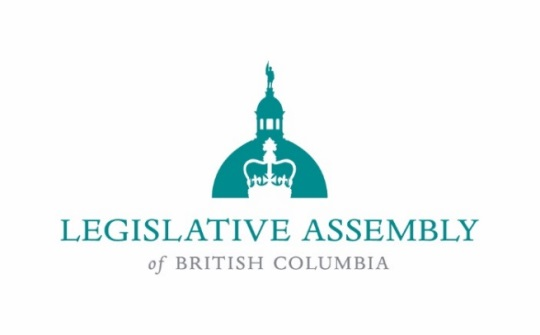 LEGISLATIVE ASSEMBLY
of BRITISH COLUMBIA